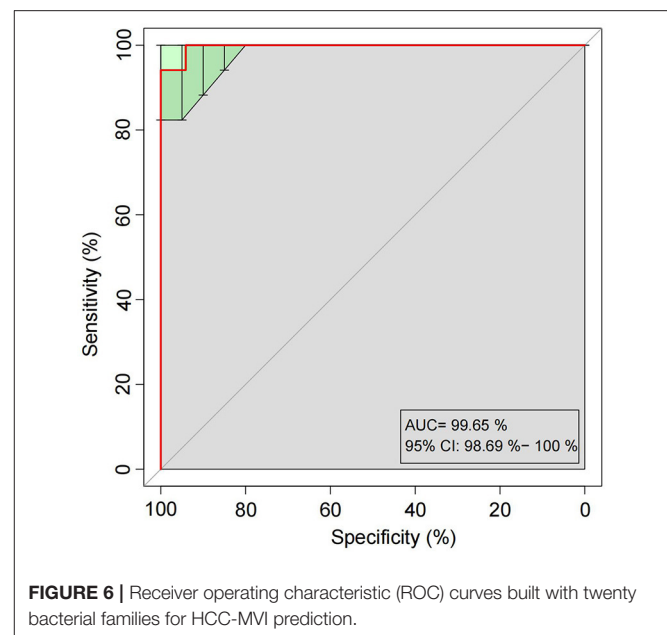 100
80
60
40
20
0
Sensitivity (%)
AUC= 99.65 %
95% CI: 98.69 %− 100 %
100 80 60 40 20 0
Specificity (%)
FIGURE 6 | Receiver operating characteristic (ROC) curves built with twenty
bacterial families for HCC-MVI prediction.